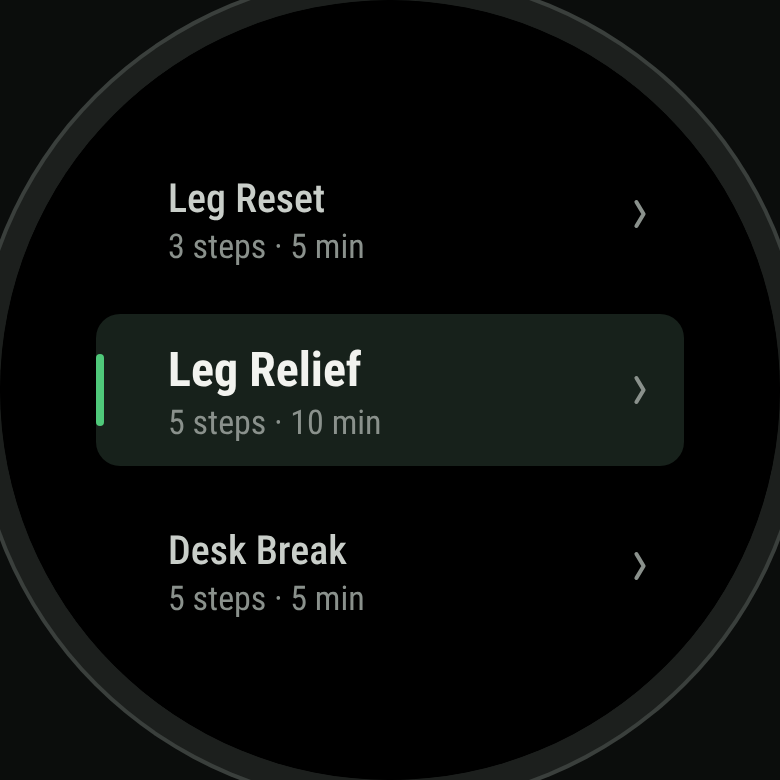 Leg Reset
3 steps · 5 min
Leg Relief
5 steps · 10 min
Desk Break
5 steps · 5 min